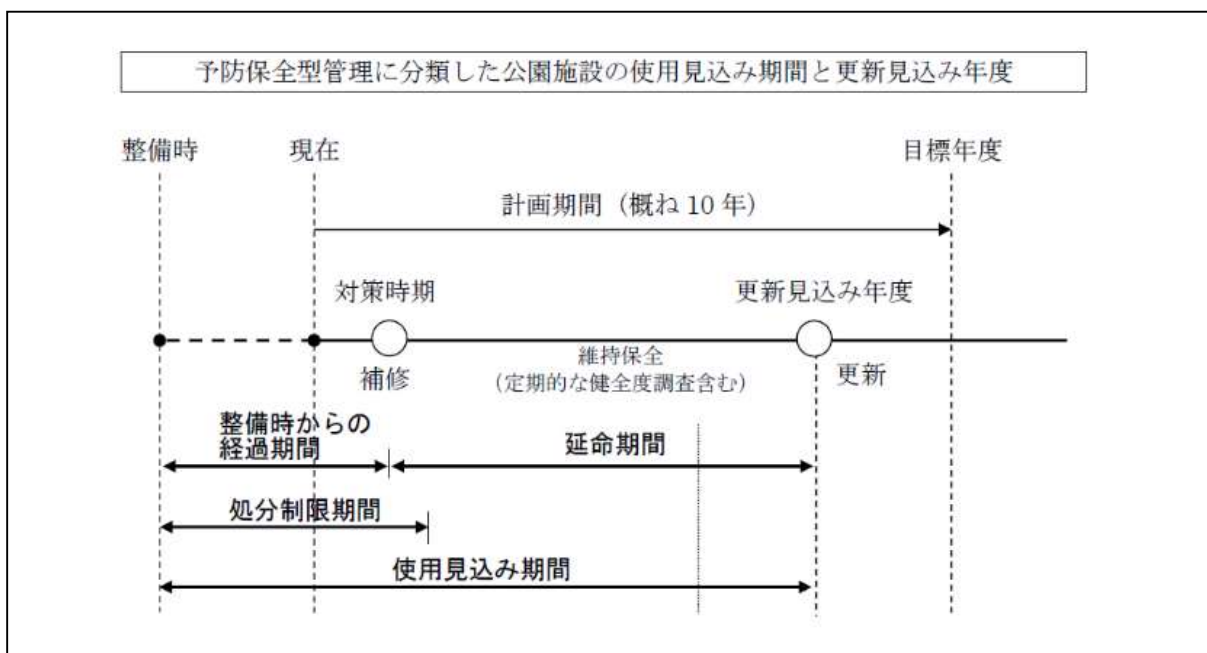 予防保全型管理に分類した公園施設の使用見込み期間と更新見込み年度
整備時
現在
目標年度
計画期間（概ね 10 年）
対策時期
更新見込み年度
補修
維持保全
（定期的な健全度調査含む）
更新
整備時からの
経過期間
延命期間
処分制限期間
使用見込み期間